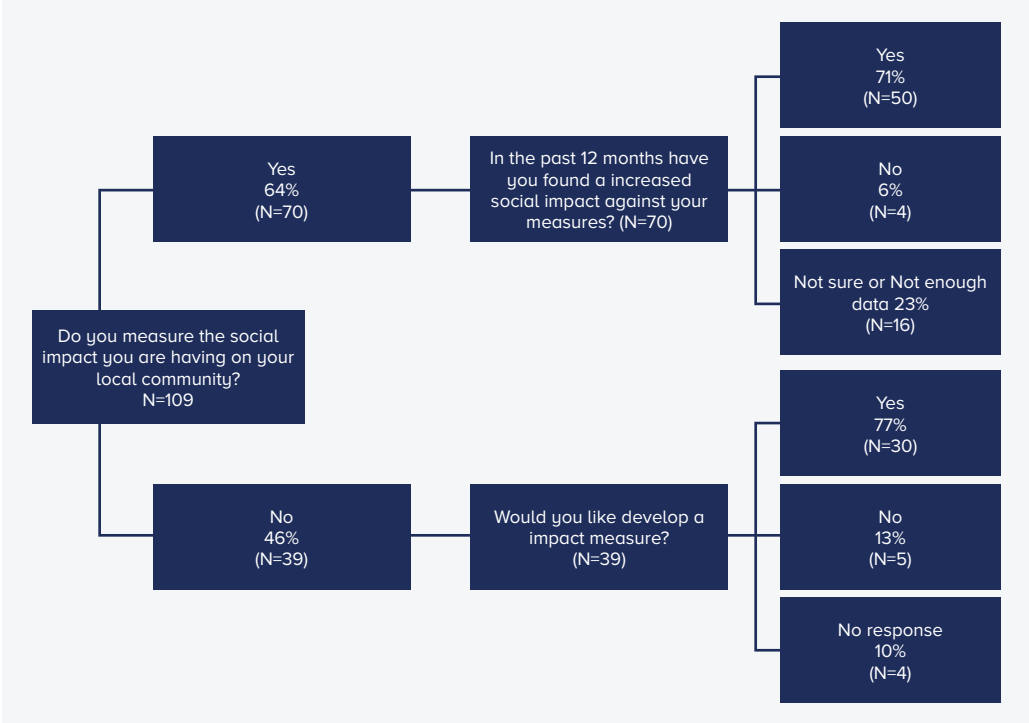 Do you measure the social
impact you are having on your
local community?
N=109
Yes
64%
(N=70)
In the past 12 months have
you found a increased
social impact against your
measures? (N=70)
Yes
71%
(N=50)
No
6%
(N=4)
Not sure or Not enough
data 23%
(N=16)
No
46%
(N=39)
Would you like develop a
impact measure?
(N=39)
Yes
77%
(N=30)
No
13%
(N=5)
No response
10%
(N=4)